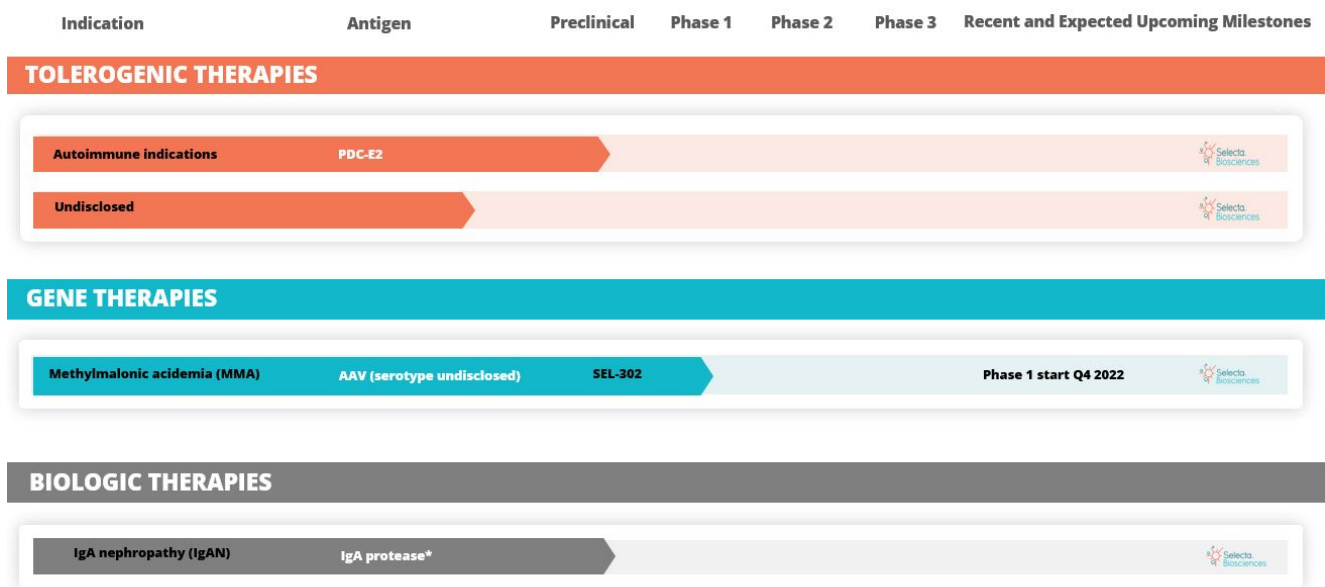 Indication Antigen Preclinical Phase 1 Phase 2 Phase 3 Recent and Expected Upcoming Milestones
TOLEROGENIC THERAPIES
Autoimmune indications PDC-E2 Selecta
Biosciences
Undisclosed Selecta
Biosciences
GENE THERAPIES
Methylmalonic acidemia (MMA) AAV (serotype undisclosed) SEL-302 Phase 1 start Q4 2022 Selecta
Biosciences
BIOLOGIC THERAPIES
IgA nephropathy (IgAN) IgA protease* Selecta
Biosciences